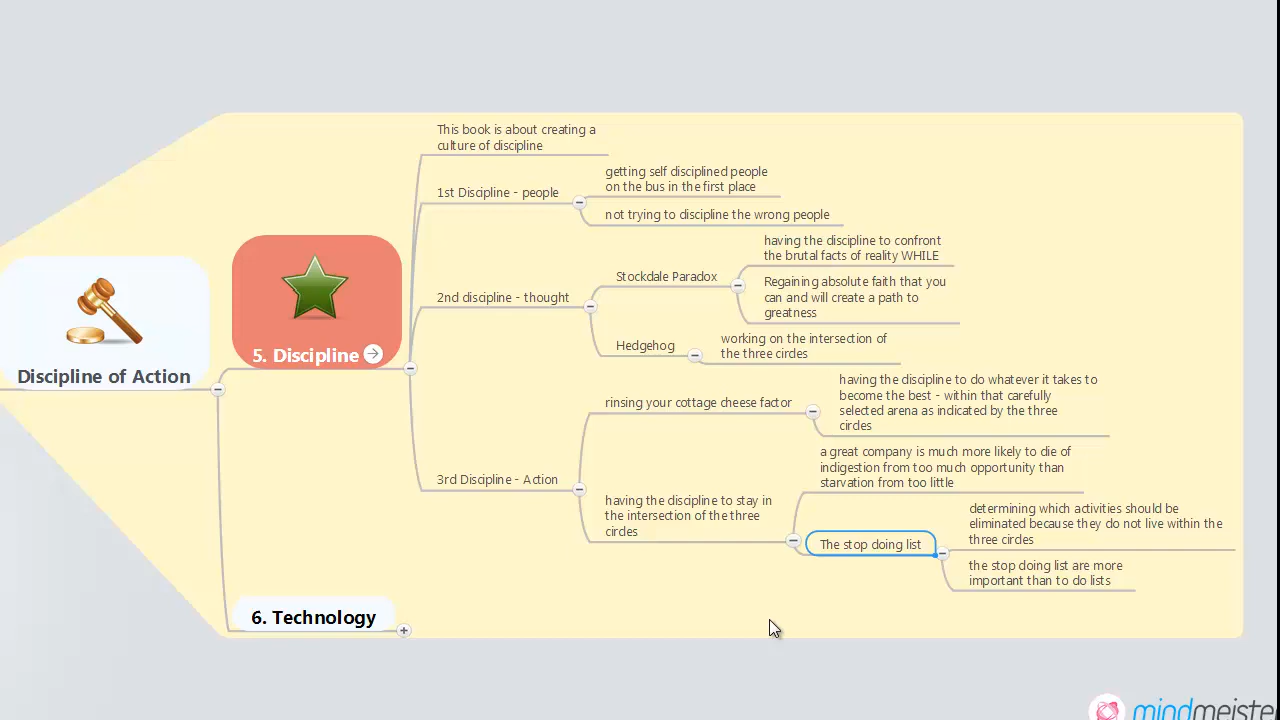 This book is about creating a
culture of discipline
1st Discipline - people
getting self disciplined people
on the bus in the first place
not trying to discipline the wrong people
2nd discipline - thought
Stockdale Paradox
having the discipline to confront
the brutal facts of reality WHILE
Regaining absolute faith that you
can and will create a path to
greatness
Hedgehog
working on the intersection of
the three circles
5. Discipline
Discipline of Action
3rd Discipline - Action
rinsing your cottage cheese factor
having the discipline to do whatever it takes to
become the best - within that carefully
selected arena as indicated by the three
circles
having the discipline to stay in
the intersection of the three
circles
a great company is much more likely to die of
indigestion from too much opportunity than
starvation from too little
The stop doing list
determining which activities should be
eliminated because they do not live within the
three circles
the stop doing list are more
important than to do lists
6. Technology
mindmeiste